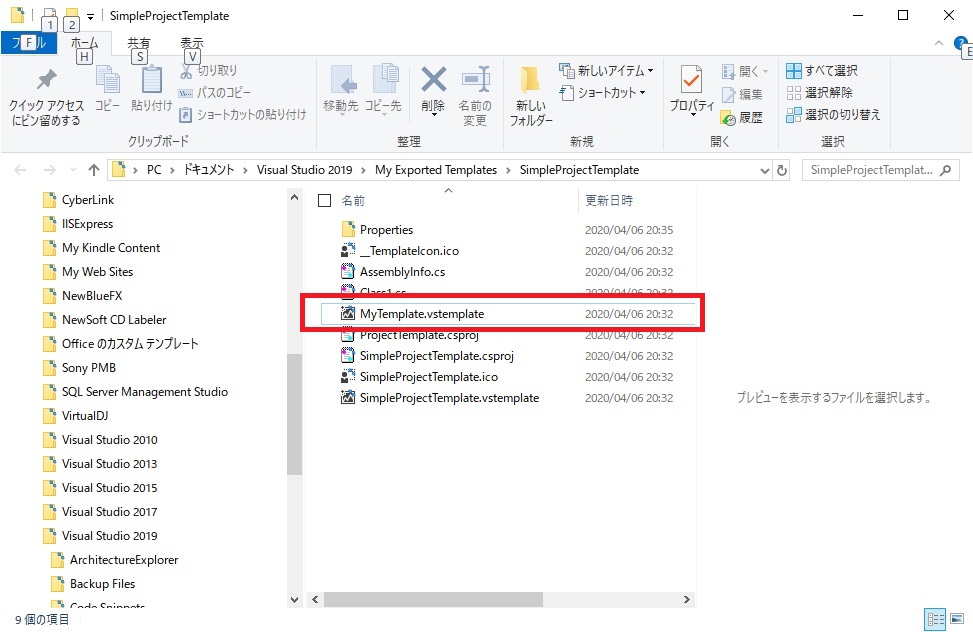 SimpleProjectTemplate
1 2
ファイル ホーム 共有 表示
F H S V E
クイック アクセス
にピン留めする
コピー
貼り付け
切り取り
パスのコピー
ショートカットの貼り付け
クリップボード
移動先
コピー先
削除
名前の
変更
整理
新しい
フォルダー
新しいアイテム
ショートカット
新規
プロパティ
開く
編集
履歴
開く
すべて選択
選択解除
選択の切り替え
選択
PC › ドキュメント › Visual Studio 2019 › My Exported Templates › SimpleProjectTemplate
SimpleProjectTemplat...
CyberLink
IISExpress
My Kindle Content
My Web Sites
NewBlueFX
NewSoft CD Labeler
Office のカスタム テンプレート
Sony PMB
SQL Server Management Studio
VirtualDJ
Visual Studio 2010
Visual Studio 2013
Visual Studio 2015
Visual Studio 2017
Visual Studio 2019
ArchitectureExplorer
Backup Files
Code Snippets
名前 更新日時
Properties 2020/04/06 20:35
__TemplateIcon.ico 2020/04/06 20:32
AssemblyInfo.cs 2020/04/06 20:32
Class1.cs 2020/04/06 20:32
MyTemplate.vstemplate 2020/04/06 20:32
ProjectTemplate.csproj 2020/04/06 20:32
SimpleProjectTemplate.csproj 2020/04/06 20:32
SimpleProjectTemplate.ico 2020/04/06 20:32
SimpleProjectTemplate.vstemplate 2020/04/06 20:32
プレビューを表示するファイルを選択します。
9 個の項目